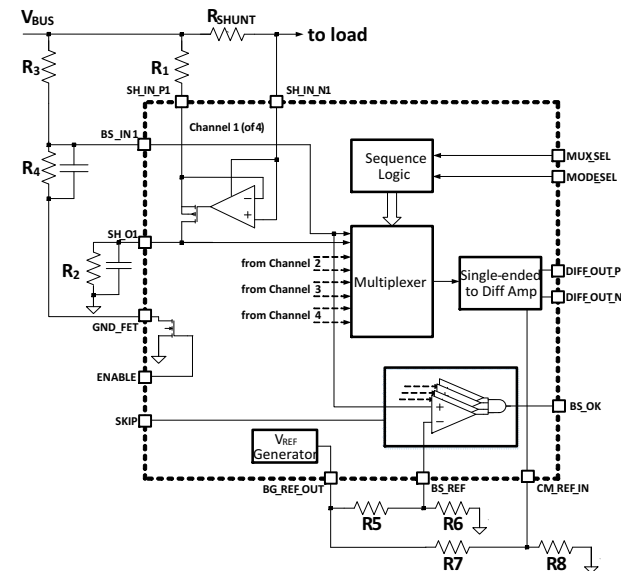 VBUS
RSHUNT
to load
R3
R1
SH_IN_P1
SH_IN_N1
BS_IN1
Channel 1 (of 4)
R4
Sequence
Logic
MUX_SEL
MODE_SEL
−
+
SH_O1
R2
from Channel 2
from Channel 3
from Channel 4
Multiplexer
Single-ended
to Diff Amp
DIFF_OUT_P
DIFF_OUT_N
GND_FET
ENABLE
SKIP
+
−
BS_OK
VREF
Generator
BG_REF_OUT
BS_REF
CM_REF_IN
R5
R6
R7
R8